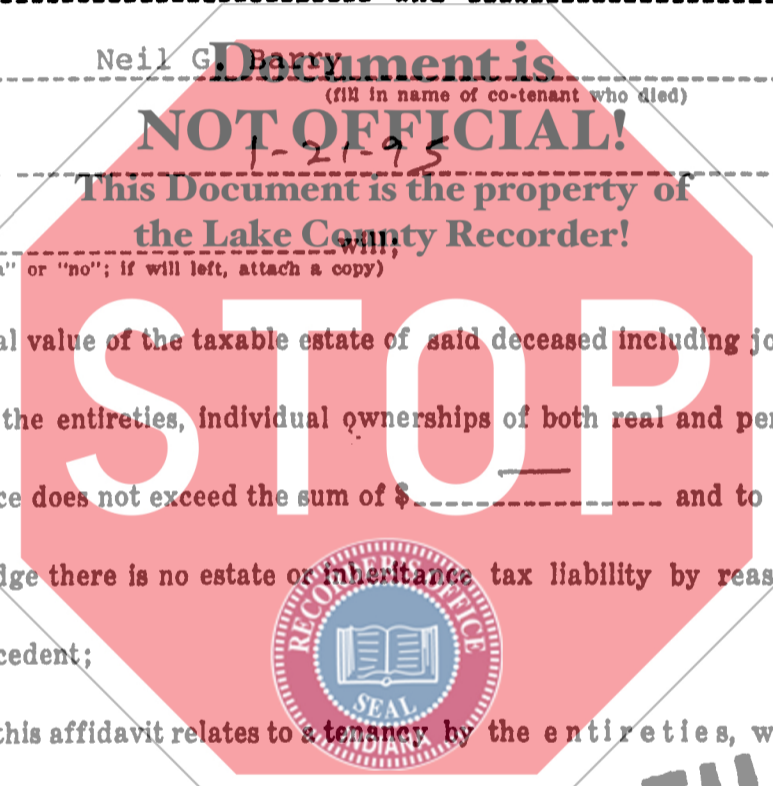 Neil G. Barry
Document is
(fill in name of co-tenant who died)
NOT OFFICIAL!
1-21-95
This Document is the property of
the Lake County Recorder!
will;
or "no"; if will left, attach a copy)
al value of the taxable estate of said deceased including jo
the entireties, individual ownerships of both real and per
STOP
ce does not exceed the sum of $ and to
dge there is no estate or inheritance tax liability by reas
cedent;
RECORDER'S OFFICE
SEAL
INDIANA
this affidavit relates to a tenancy by the entireties, w